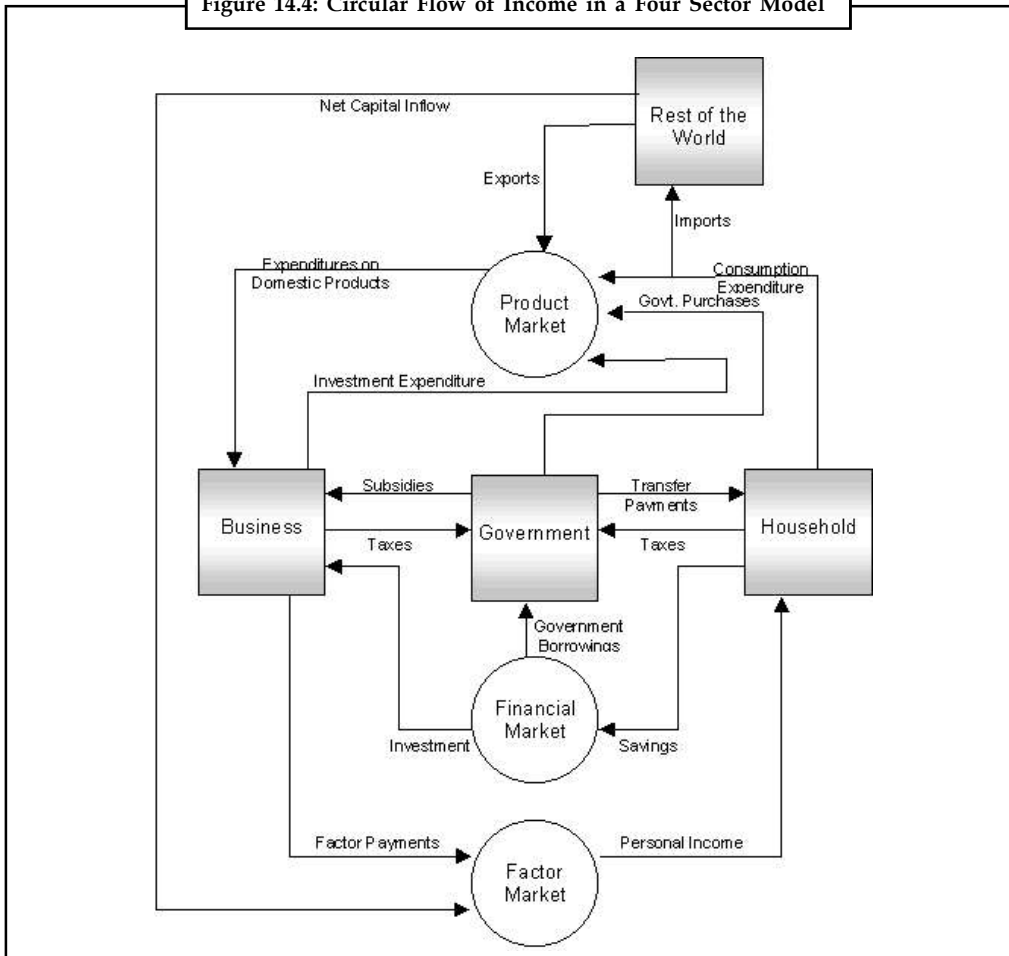 Figure 14.4: Circular Flow of Income in a Four Sector Model
Net Capital Inflow
Rest of the
World
Exports
Imports
Expenditures on
Domestic Products
Product
Market
Consumption
Expenditure
Govt. Purchases
Investment Expenditure
Business
Subsidies
Taxes
Government
Transfer
Payments
Taxes
Household
Government
Borrowings
Financial
Market
Investment
Savings
Factor Payments
Factor
Market
Personal Income